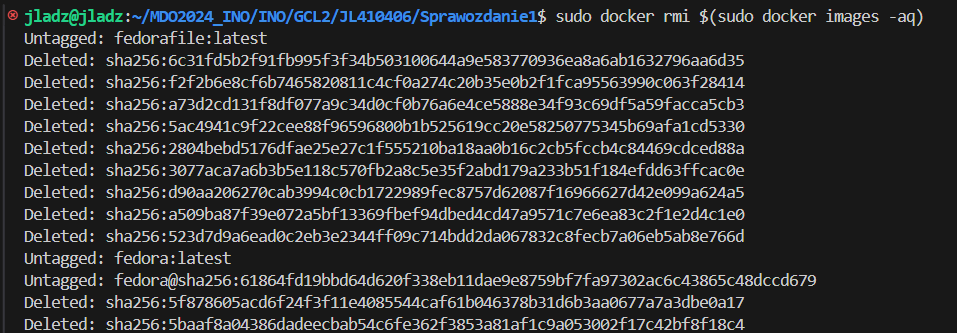 jladz@jladz:~/MDO2024_INO/INO/GCL2/JL410406/Sprawozdanie1$ sudo docker rmi $(sudo docker images -aq)
Untagged: fedorafile:latest
Deleted: sha256:6c31fd5b2f91fb995f3f34b503100644a9e583770936ea8a6ab1632796aa6d35
Deleted: sha256:f2f2b6e8cf6b7465820811c4cf0a274c20b35e0b2f1fca95563990c063f28414
Deleted: sha256:a73d2cd131f8df077a9c34d0cf0b76a6e4ce5888e34f93c69df5a59facca5cb3
Deleted: sha256:5ac4941c9f22cee88f96596800b1b525619cc20e58250775345b69afa1cd5330
Deleted: sha256:2804bebd5176dfae25e27c1f555210ba18aa0b16c2cb5fccb4c84469cdced88a
Deleted: sha256:3077aca7a6b3b5e118c570fb2a8c5e35f2abd179a233b51f184efdd63ffcac0e
Deleted: sha256:d90aa206270cab3994c0cb1722989fec8757d62087f16966627d42e099a624a5
Deleted: sha256:a509ba87f39e072a5bf13369fbef94dbed4cd47a9571c7e6ea83c2f1e2d4c1e0
Deleted: sha256:523d7d9a6ead0c2eb3e2344ff09c714bdd2da067832c8fecb7a06eb5ab8e766d
Untagged: fedora:latest
Untagged: fedora@sha256:61864fd19bbd64d620f338eb11dae9e8759bf7fa97302ac6c43865c48dccd679
Deleted: sha256:5f878605acd6f24f3f11e4085544caf61b046378b31d6b3aa0677a7a3dbe0a17
Deleted: sha256:5baaf8a04386dadeecbab54c6fe362f3853a81af1c9a053002f17c42bf8f18c4